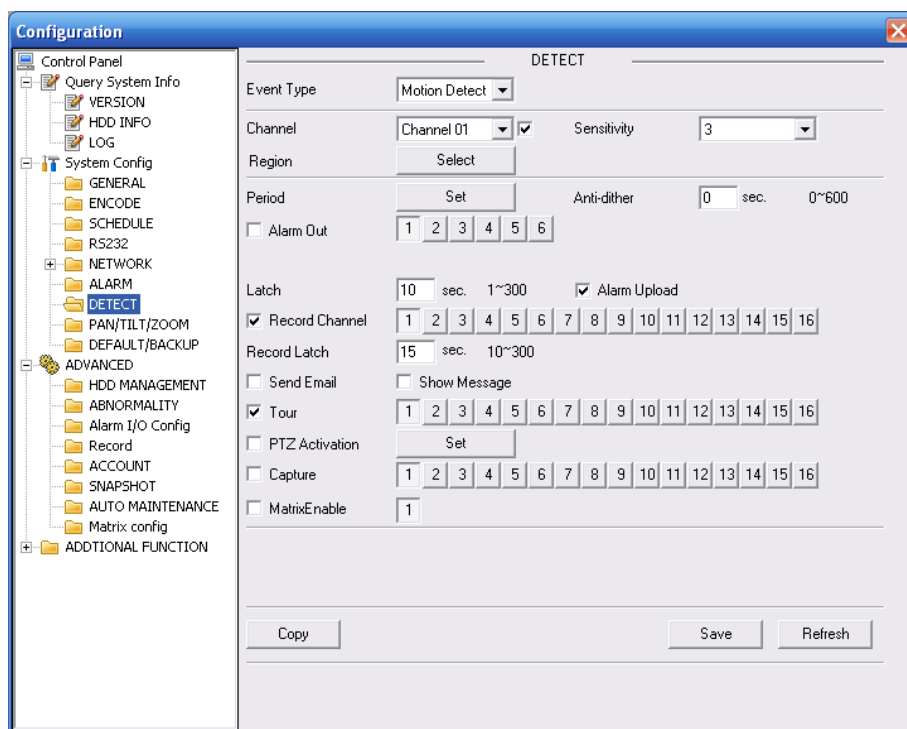 Configuration
Control Panel
Query System Info
VERSION
HDD INFO
LOG
System Config
GENERAL
ENCODE
SCHEDULE
RS232
NETWORK
ALARM
DETECT
PAN/TILT/ZOOM
DEFAULT/BACKUP
ADVANCED
HDD MANAGEMENT
ABNORMALITY
Alarm I/O Config
Record
ACCOUNT
SNAPSHOT
AUTO MAINTENANCE
Matrix config
ADDTIONAL FUNCTION
DETECT
Event Type Motion Detect
Channel Channel 01 Sensitivity 3
Region Select
Period Set Anti-dither 0 sec. 0~600
Alarm Out 1 2 3 4 5 6
Latch 10 sec. 1~300 Alarm Upload
Record Channel 1 2 3 4 5 6 7 8 9 10 11 12 13 14 15 16
Record Latch 15 sec. 10~300
Send Email Show Message
Tour 1 2 3 4 5 6 7 8 9 10 11 12 13 14 15 16
PTZ Activation Set
Capture 1 2 3 4 5 6 7 8 9 10 11 12 13 14 15 16
MatrixEnable 1
Copy Save Refresh